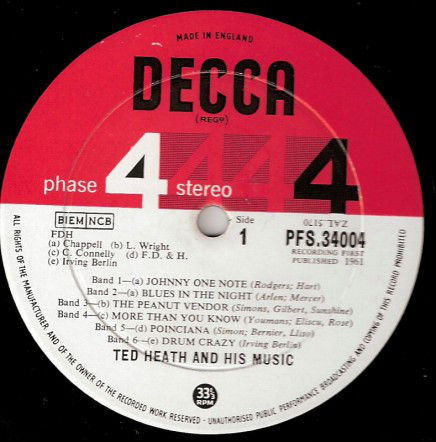 MADE IN ENGLAND
DECCA
(REGD)
phase 4 stereo 4 4 4
BIEM NCB
Side
1
ZAL. 5170
PFS.34004
RECORDING FIRST
PUBLISHED 1961
FDH
(a) Chappell (b) L. Wright
(c) C. Connelly (d) F.D. & H.
(e) Irving Berlin
Band 1—(a) JOHNNY ONE NOTE (Rodgers; Hart)
Band 2—(a) BLUES IN THE NIGHT (Arlen; Mercer)
Band 3—(b) THE PEANUT VENDOR (Simons, Gilbert, Sunshine)
Band 4—(c) MORE THAN YOU KNOW (Youmans; Eliscu, Rose)
Band 5—(d) POINCIANA (Simon; Bernier, Lliso)
Band 6—(e) DRUM CRAZY (Irving Berlin)
TED HEATH AND HIS MUSIC
33⅓
RPM
ALL RIGHTS OF THE MANUFACTURER AND OF THE OWNER OF THE RECORDED WORK RESERVED - UNAUTHORISED PUBLIC PERFORMANCE BROADCASTING AND COPYING OF THIS RECORD PROHIBITED